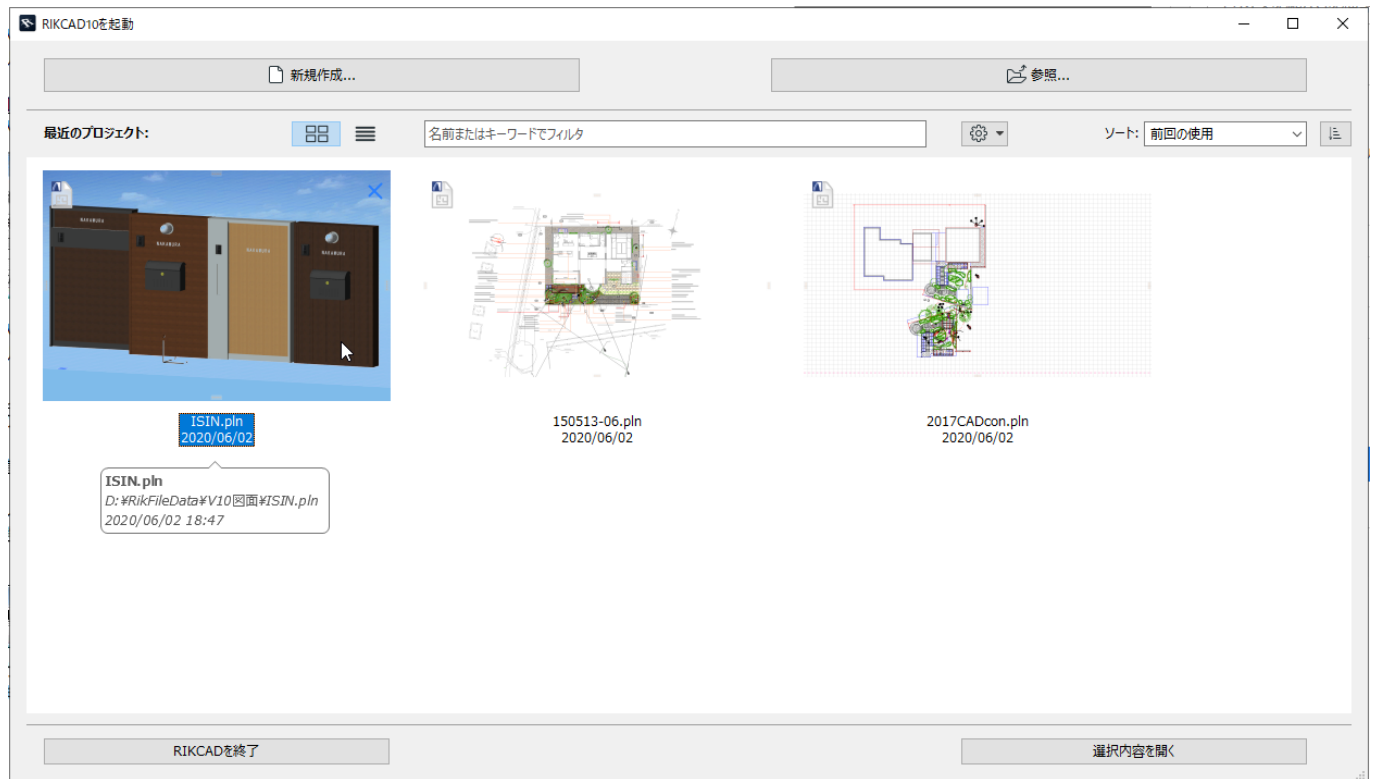 RIKCAD10を起動
新規作成...
参照...
最近のプロジェクト:
名前またはキーワードでフィルタ
ソート: 前回の使用
NAKAMURA
NAKAMURA
NAKAMURA
NAKAMURA
ISIN.pln
2020/06/02
150513-06.pln
2020/06/02
2017CADcon.pln
2020/06/02
ISIN.pln
D:¥RikFileData¥V10図面¥ISIN.pln
2020/06/02 18:47
RIKCADを終了
選択内容を開く